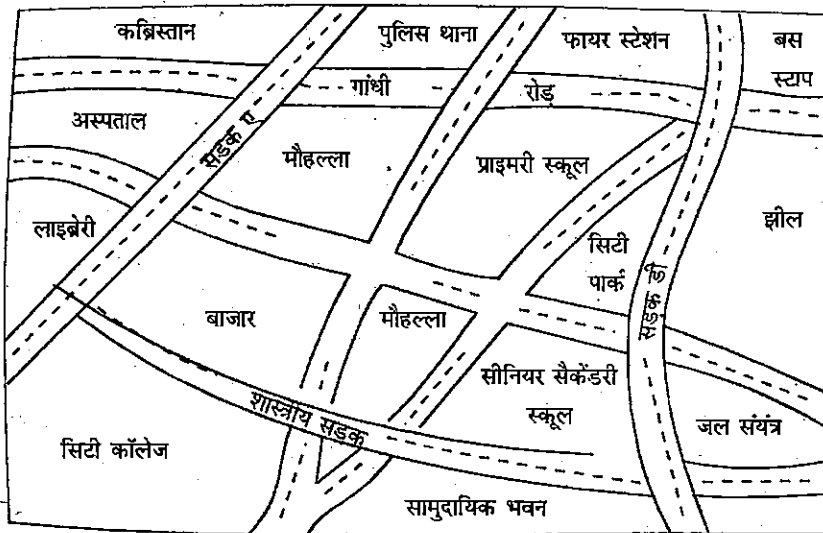 कब्रिस्तान
पुलिस थाना
फायर स्टेशन
बस
स्टाप
गांधी
रोड़
अस्पताल
सड़क ए
मौहल्ला
प्राइमरी स्कूल
लाइब्रेरी
सिटी
पार्क
झील
सड़क डी
बाजार
मौहल्ला
सीनियर सैकेंडरी
स्कूल
शास्त्रीय सड़क
जल संयंत्र
सिटी कॉलेज
सामुदायिक भवन